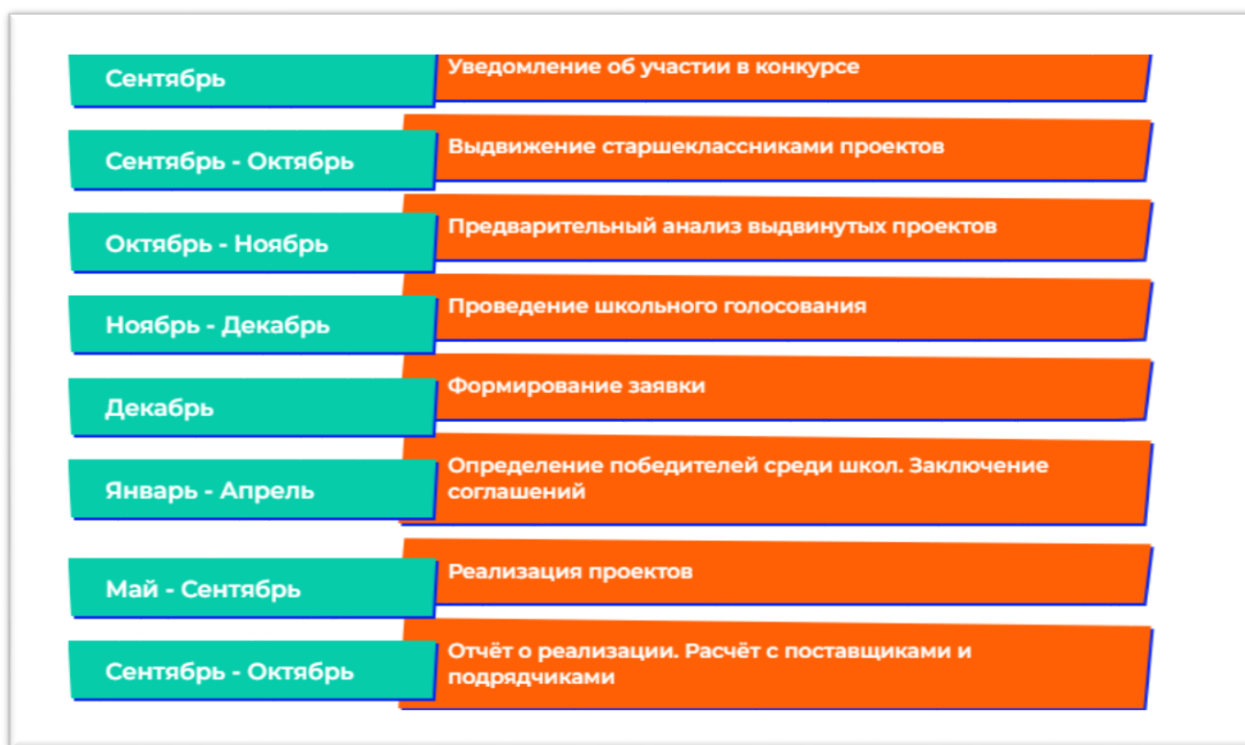 Сентябрь
Уведомление об участии в конкурсе
Сентябрь - Октябрь
Выдвижение старшеклассниками проектов
Октябрь - Ноябрь
Предварительный анализ выдвинутых проектов
Ноябрь - Декабрь
Проведение школьного голосования
Декабрь
Формирование заявки
Январь - Апрель
Определение победителей среди школ. Заключение
соглашений
Май - Сентябрь
Реализация проектов
Сентябрь - Октябрь
Отчёт о реализации. Расчёт с поставщиками и
подрядчиками